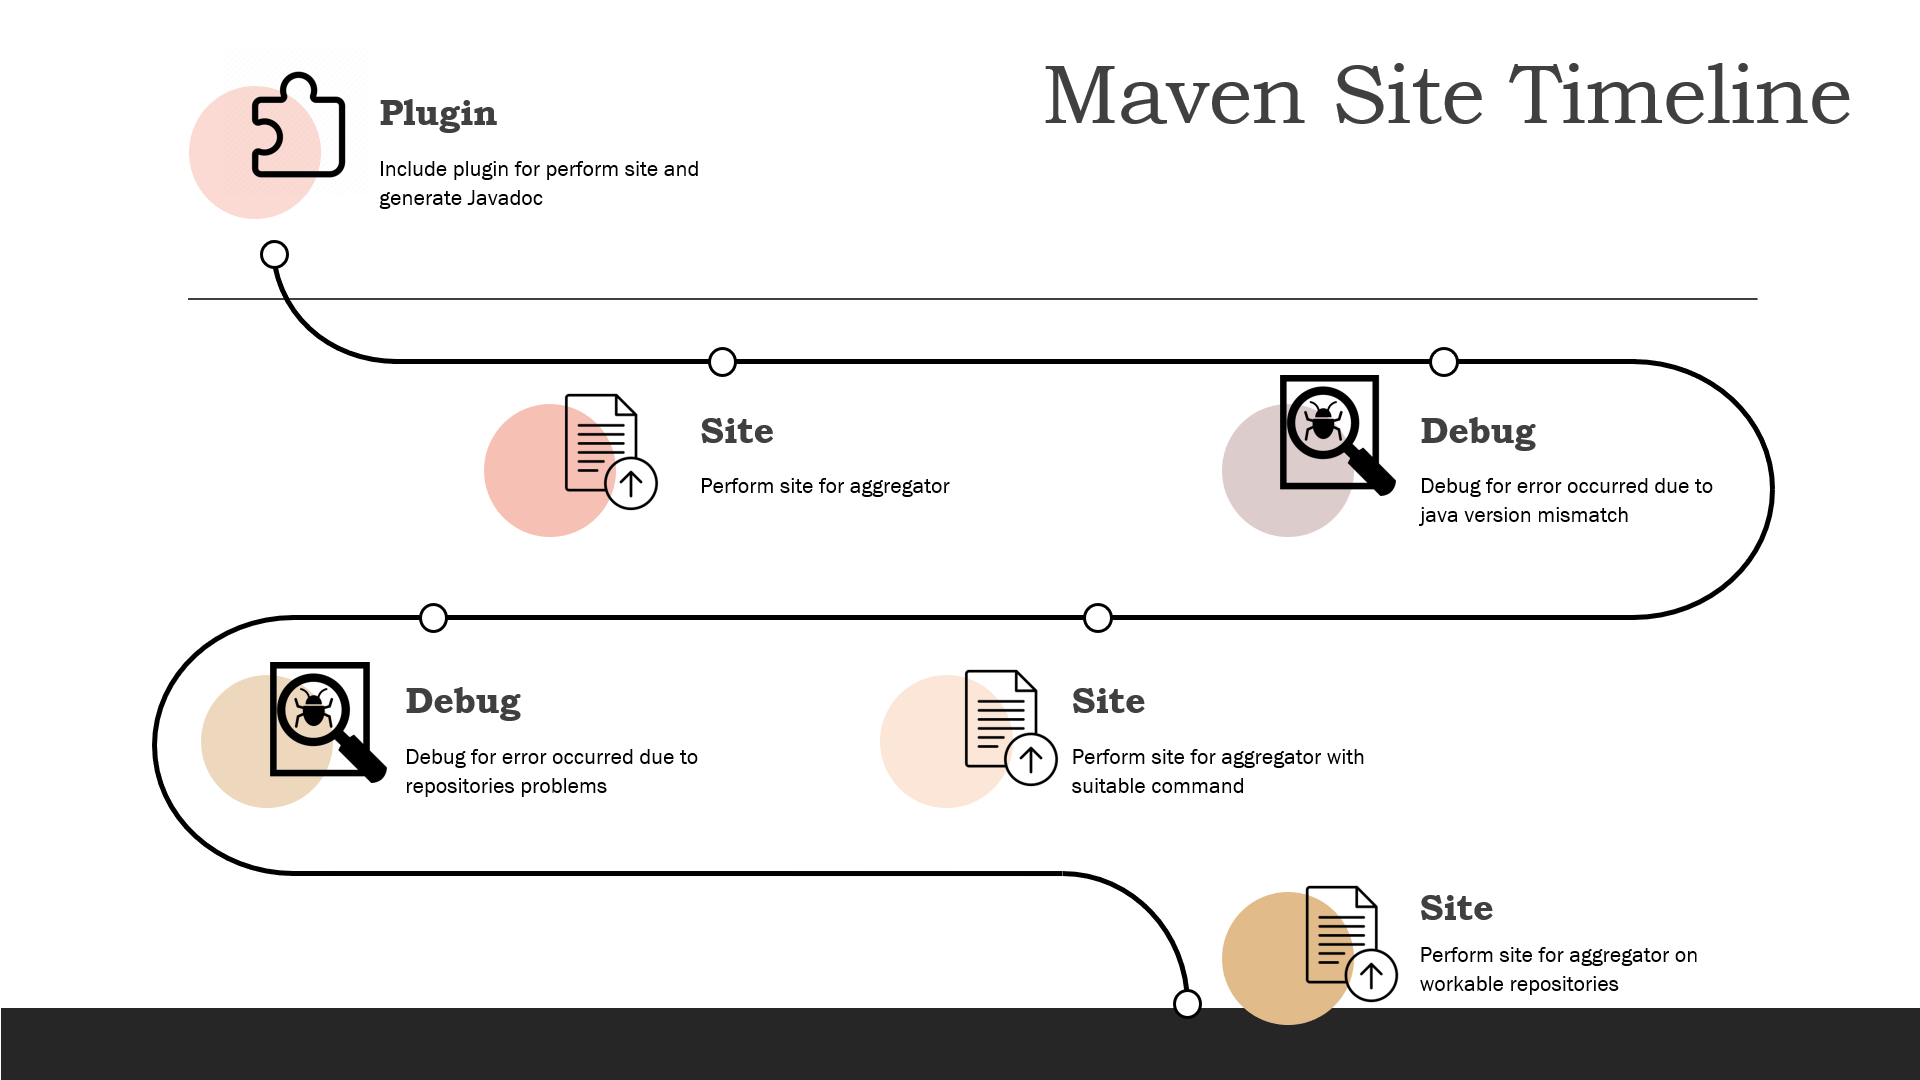 Maven Site Timeline
Plugin
Include plugin for perform site and
generate Javadoc
Site
Perform site for aggregator
Debug
Debug for error occurred due to
java version mismatch
Debug
Debug for error occurred due to
repositories problems
Site
Perform site for aggregator with
suitable command
Site
Perform site for aggregator on
workable repositories